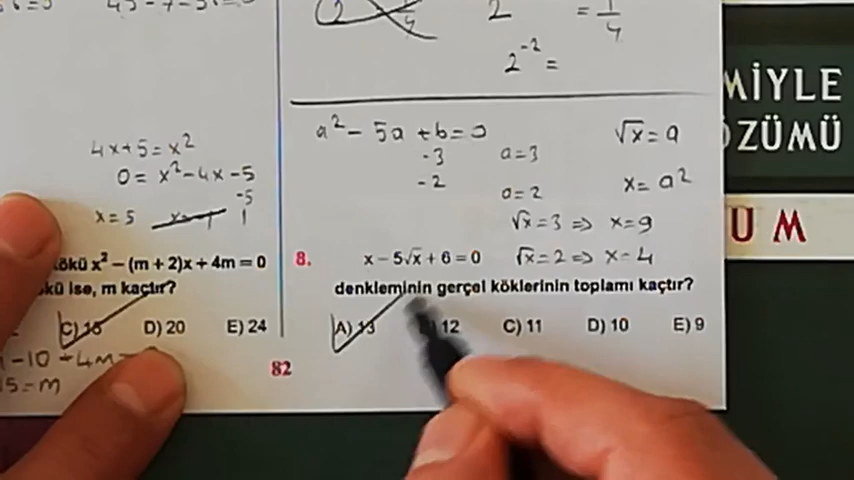 = 1/4
2
2⁻² =
4x+5 = x²
0 = x²-4x-5
-5
x=5 1
a² - 5a + 6 = 0
-3 a=3
-2 a=2
√x = a
x = a²
√x = 3 ⇒ x=9
√x = 2 ⇒ x=4
kökü x² – (m + 2)x + 4m = 0
kü ise, m kaçtır?
C) 15 D) 20 E) 24
-10 + 4m
15 = m
8. x – 5√x + 6 = 0
denkleminin gerçel köklerinin toplamı kaçtır?
A) 13 12 C) 11 D) 10 E) 9
82
MİYLE
ÖZÜMÜ
UM